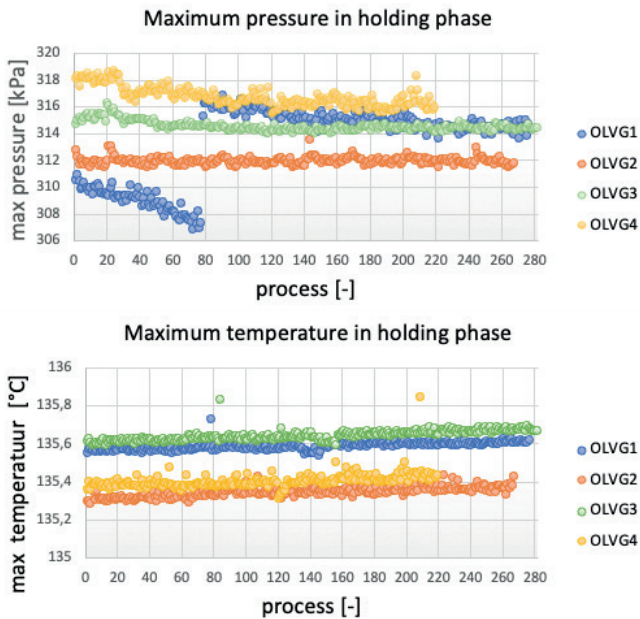 Maximum pressure in holding phase
max pressure [kPa]
320
318
316
314
312
310
308
306
0 20 40 60 80 100 120 140 160 180 200 220 240 260 280
process [-]
OLVG1
OLVG2
OLVG3
OLVG4
Maximum temperature in holding phase
max temperatuur [°C]
136
135,8
135,6
135,4
135,2
135
0 20 40 60 80 100 120 140 160 180 200 220 240 260 280
process [-]
OLVG1
OLVG2
OLVG3
OLVG4